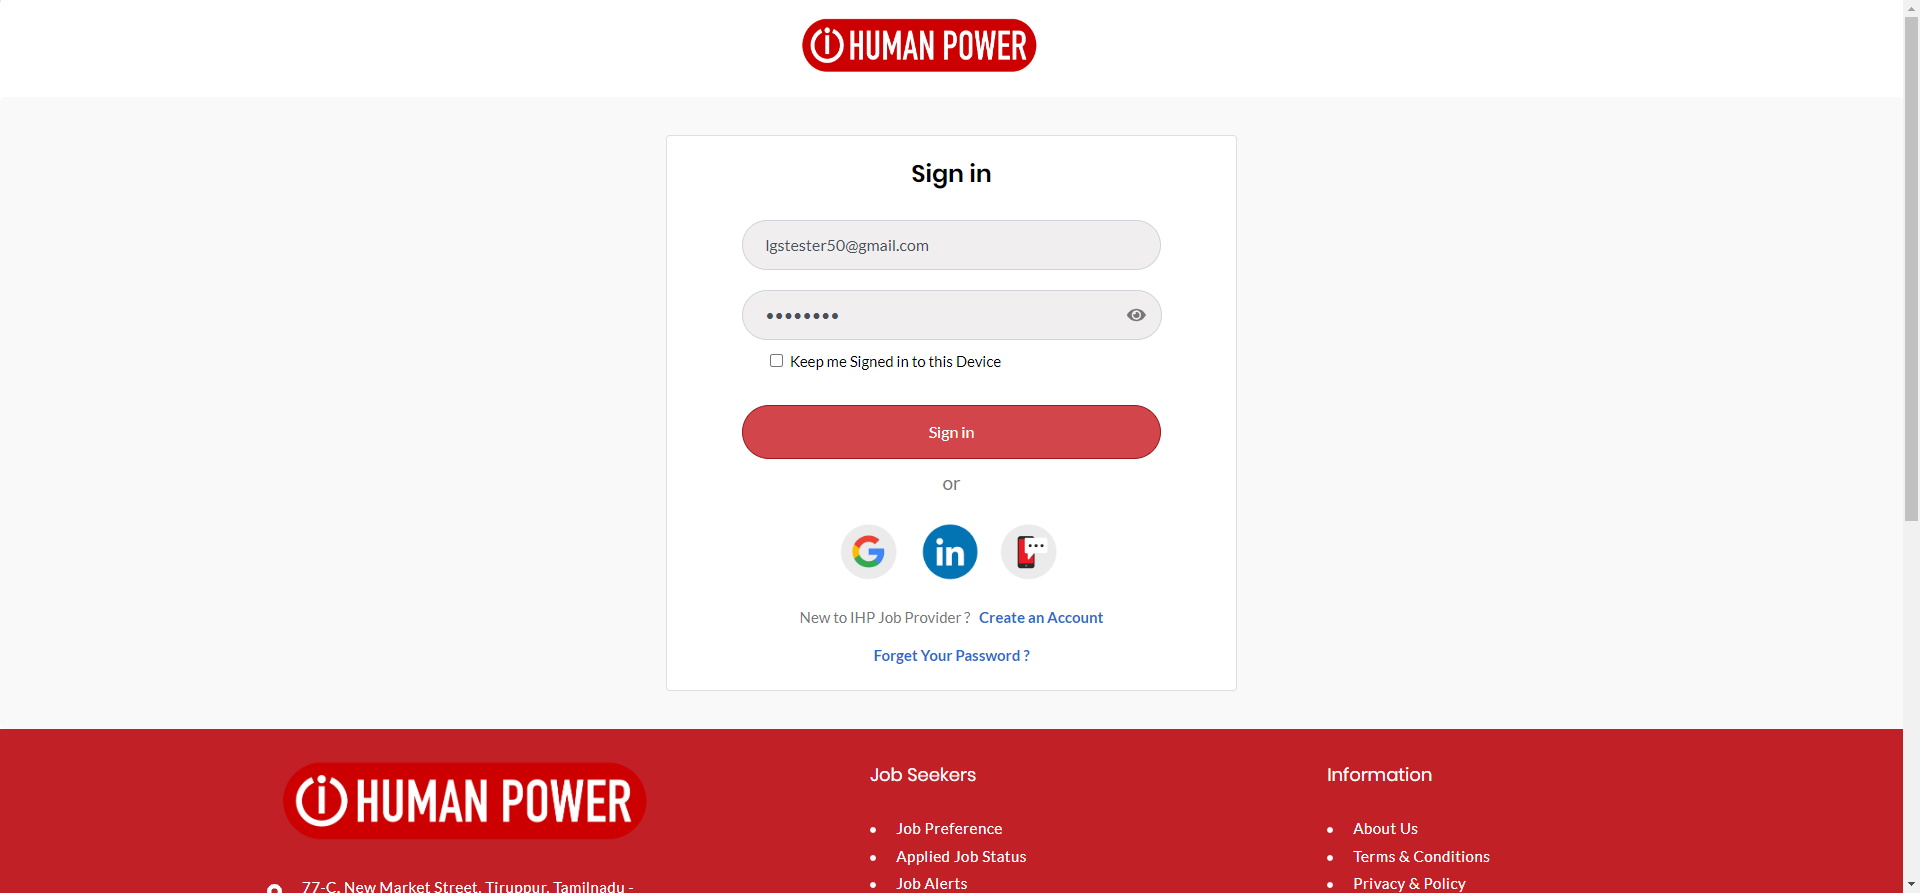 HUMAN POWER
Sign in
lgstester50@gmail.com
••••••••
Keep me Signed in to this Device
Sign in
or
New to IHP Job Provider ? Create an Account
Forget Your Password ?
HUMAN POWER
Job Seekers
Information
Job Preference
About Us
Applied Job Status
Terms & Conditions
77-C, New Market Street, Tiruppur, Tamilnadu -
Job Alerts
Privacy & Policy